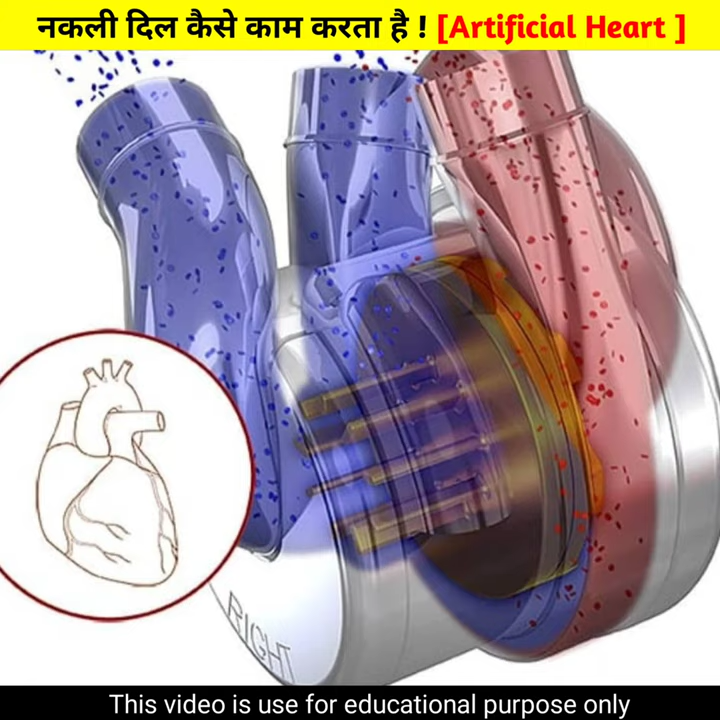 नकली दिल कैसे काम करता है ! [Artificial Heart ]
RIGHT
This video is use for educational purpose only